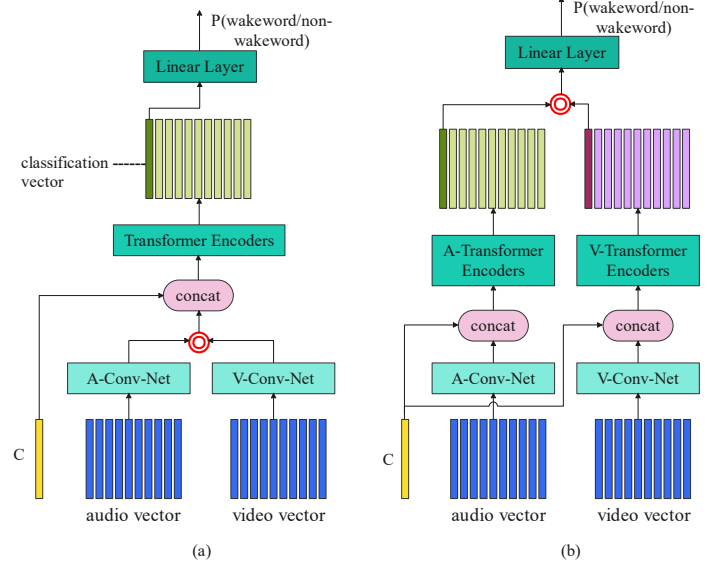 P(wakeword/non-
wakeword)
Linear Layer
classification
vector
Transformer Encoders
concat
A-Conv-Net
V-Conv-Net
C
audio vector
video vector
(a)
P(wakeword/non-
wakeword)
Linear Layer
A-Transformer
Encoders
V-Transformer
Encoders
concat
concat
A-Conv-Net
V-Conv-Net
C
audio vector
video vector
(b)